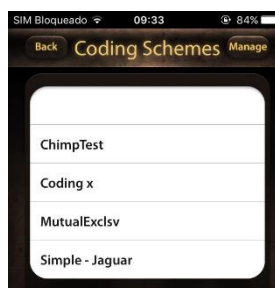 SIM Bloqueado 09:33 84%
Back Coding Schemes Manage
ChimpTest
Coding x
MutualExclsv
Simple - Jaguar